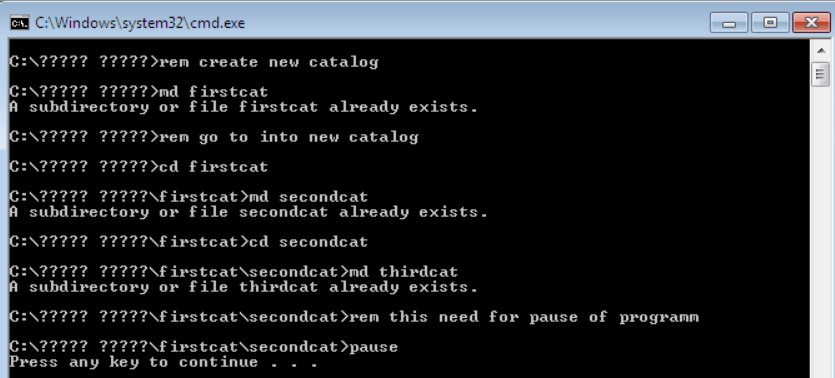 C:\Windows\system32\cmd.exe
C:\????? ?????>rem create new catalog
C:\????? ?????>md firstcat
A subdirectory or file firstcat already exists.
C:\????? ?????>rem go to into new catalog
C:\????? ?????>cd firstcat
C:\????? ?????\firstcat>md secondcat
A subdirectory or file secondcat already exists.
C:\????? ?????\firstcat>cd secondcat
C:\????? ?????\firstcat\secondcat>md thirdcat
A subdirectory or file thirdcat already exists.
C:\????? ?????\firstcat\secondcat>rem this need for pause of programm
C:\????? ?????\firstcat\secondcat>pause
Press any key to continue . . .